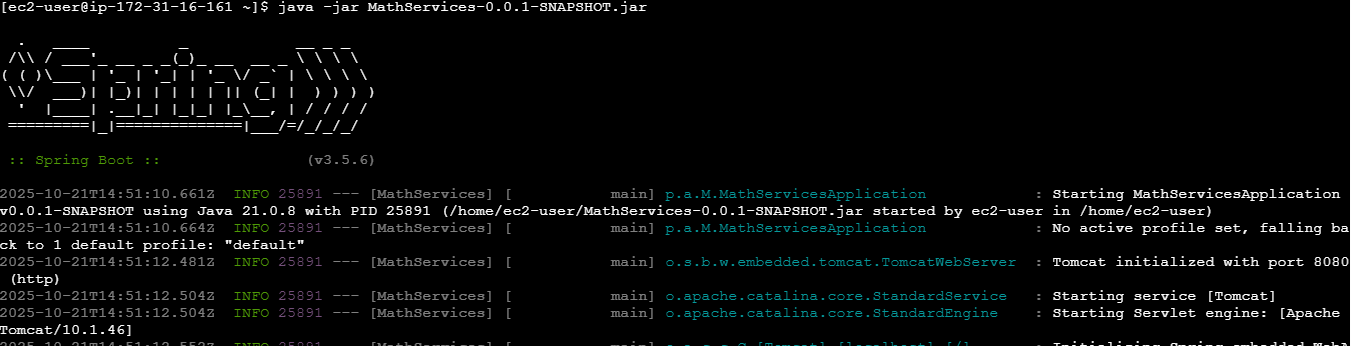 [ec2-user@ip-172-31-16-161 ~]$ java -jar MathServices-0.0.1-SNAPSHOT.jar
  .   ____          _            __ _ _
 /\\ / ___'_ __ _ _(_)_ __  __ _ \ \ \ \
( ( )\___ | '_ | '_| | '_ \/ _` | \ \ \ \
 \\/  ___)| |_)| | | | | || (_| |  ) ) ) )
  '  |____| .__|_| |_|_| |_\__, | / / / /
 =========|_|==============|___/=/_/_/_/
 :: Spring Boot ::                (v3.5.6)
2025-10-21T14:51:10.661Z  INFO 25891 --- [MathServices] [           main] p.a.M.MathServicesApplication             : Starting MathServicesApplication
v0.0.1-SNAPSHOT using Java 21.0.8 with PID 25891 (/home/ec2-user/MathServices-0.0.1-SNAPSHOT.jar started by ec2-user in /home/ec2-user)
2025-10-21T14:51:10.664Z  INFO 25891 --- [MathServices] [           main] p.a.M.MathServicesApplication             : No active profile set, falling ba
ck to 1 default profile: "default"
2025-10-21T14:51:12.481Z  INFO 25891 --- [MathServices] [           main] o.s.b.w.embedded.tomcat.TomcatWebServer  : Tomcat initialized with port 8080
 (http)
2025-10-21T14:51:12.504Z  INFO 25891 --- [MathServices] [           main] o.apache.catalina.core.StandardService   : Starting service [Tomcat]
2025-10-21T14:51:12.504Z  INFO 25891 --- [MathServices] [           main] o.apache.catalina.core.StandardEngine    : Starting Servlet engine: [Apache
Tomcat/10.1.46]